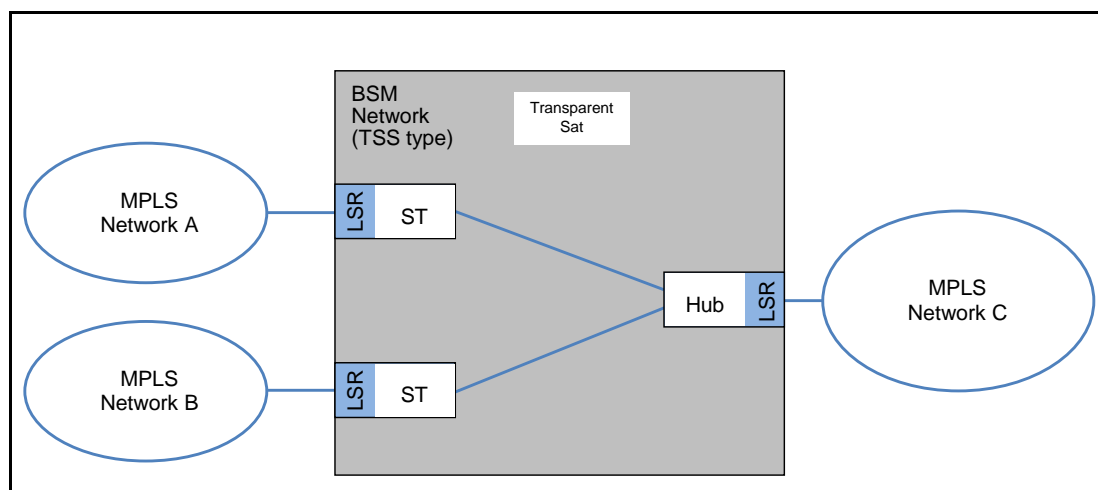 BSM
Network
(TSS type)
Transparent
Sat
MPLS
Network A
LSR
ST
MPLS
Network B
LSR
ST
Hub
LSR
MPLS
Network C